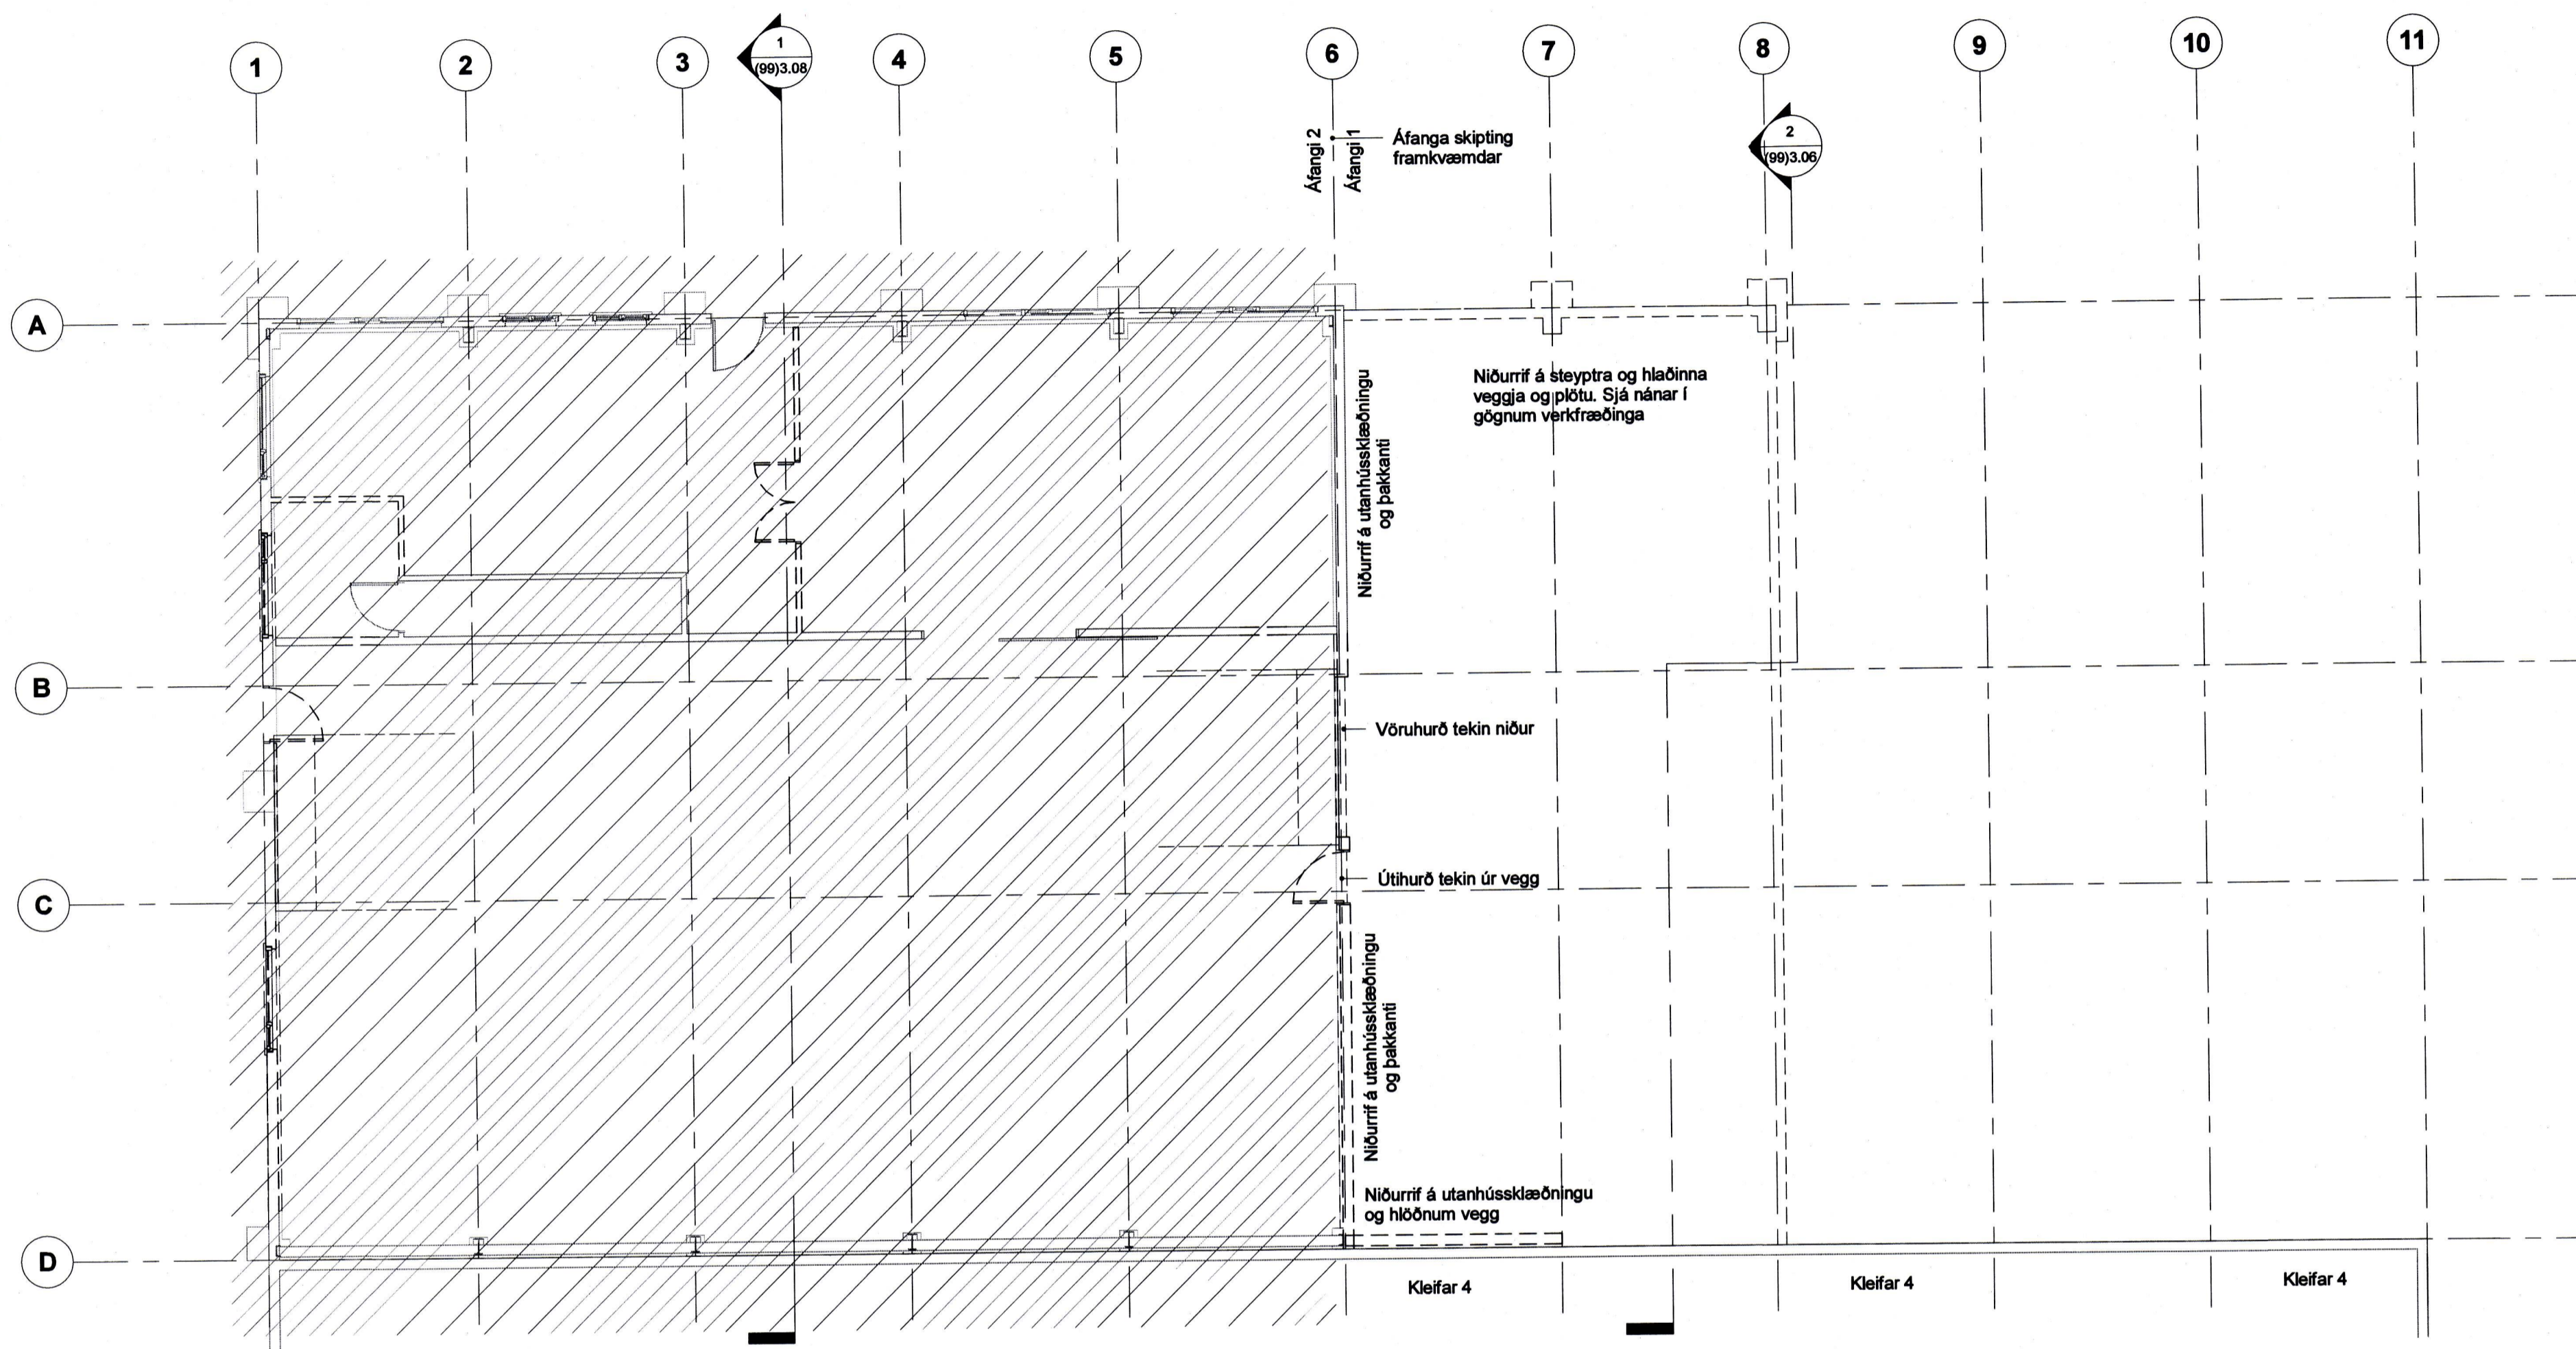 1
2
3
1
(99)3.08
4
5
6
7
8
9
10
11
Áfangi 2
Áfangi 1
Áfanga skipting
framkvæmdar
2
(99)3.06
A
Niðurrif á utanhússklæðningu
og þakkanti
Niðurrif á steyptra og hlaðinna
veggja og plötu. Sjá nánar í
gögnum verkfræðinga
B
Vöruhurð tekin niður
C
Útihurð tekin úr vegg
Niðurrif á utanhússklæðningu
og þakkanti
Niðurrif á utanhússklæðningu
og hlöðnum vegg
D
Kleifar 4
Kleifar 4
Kleifar 4